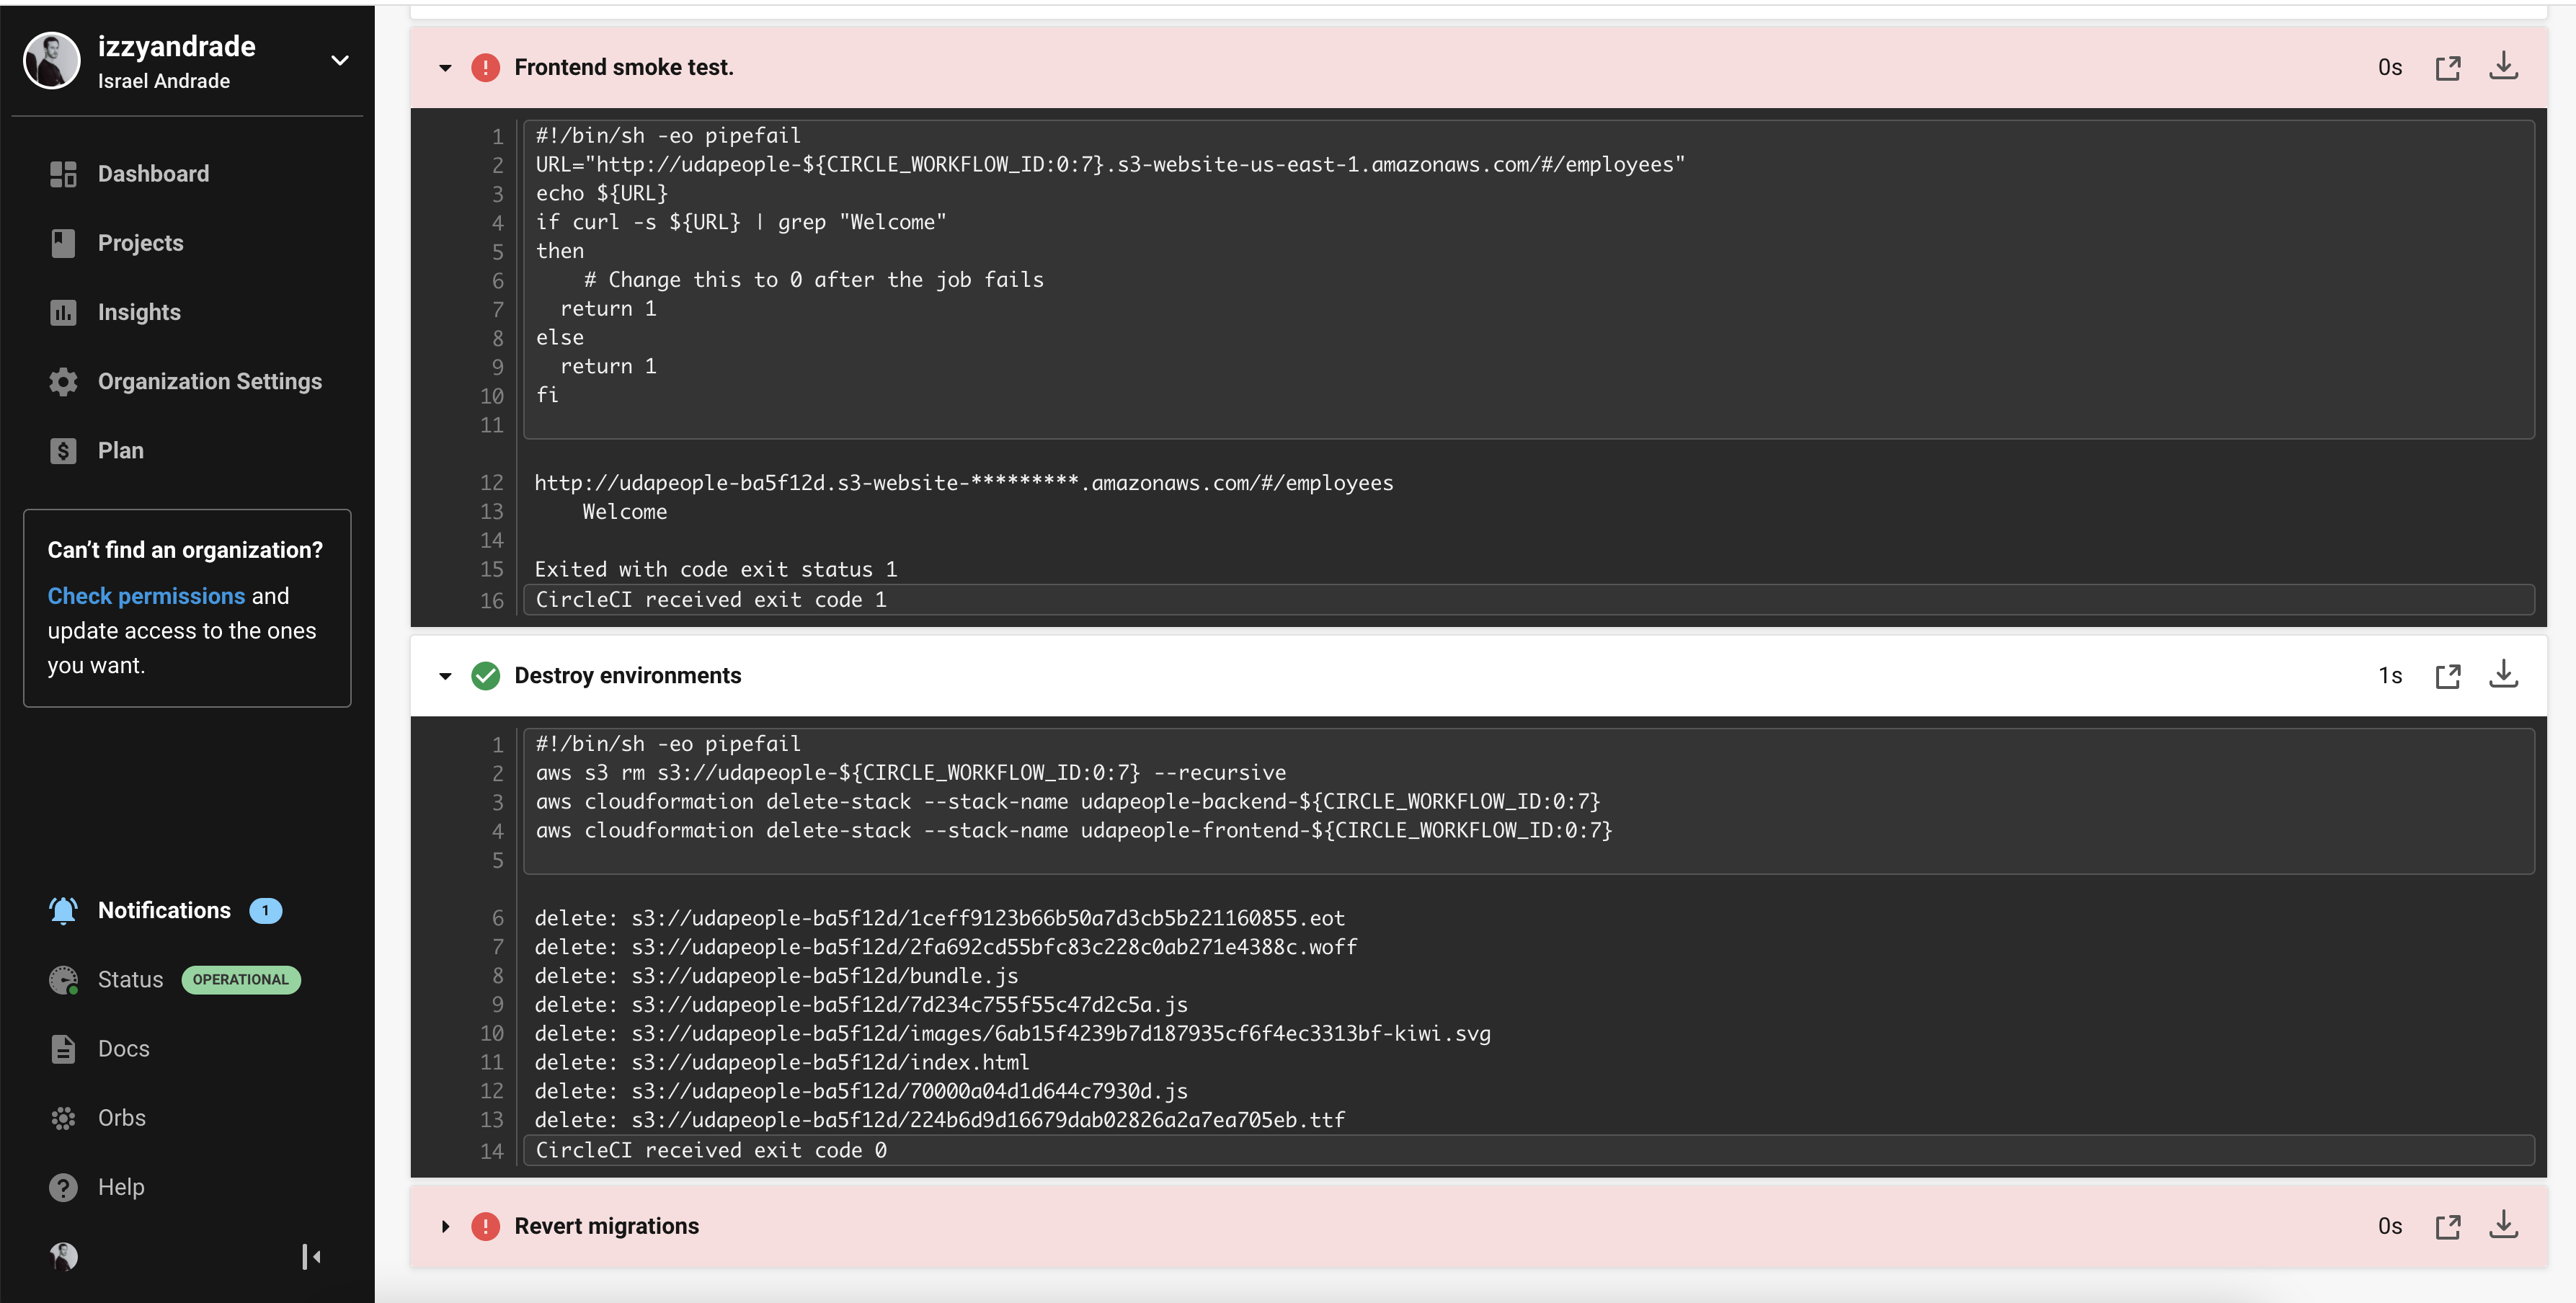 izzyandrade
Israel Andrade
Dashboard
Projects
Insights
Organization Settings
Plan
Can’t find an organization?
Check permissions and
update access to the ones
you want.
Notifications 1
Status OPERATIONAL
Docs
Orbs
Help
Frontend smoke test. 0s
1 #!/bin/sh -eo pipefail
2 URL="http://udapeople-${CIRCLE_WORKFLOW_ID:0:7}.s3-website-us-east-1.amazonaws.com/#/employees"
3 echo ${URL}
4 if curl -s ${URL} | grep "Welcome"
5 then
6     # Change this to 0 after the job fails
7   return 1
8 else
9   return 1
10 fi
11
12 http://udapeople-ba5f12d.s3-website-*********.amazonaws.com/#/employees
13     Welcome
14
15 Exited with code exit status 1
16 CircleCI received exit code 1
Destroy environments 1s
1 #!/bin/sh -eo pipefail
2 aws s3 rm s3://udapeople-${CIRCLE_WORKFLOW_ID:0:7} --recursive
3 aws cloudformation delete-stack --stack-name udapeople-backend-${CIRCLE_WORKFLOW_ID:0:7}
4 aws cloudformation delete-stack --stack-name udapeople-frontend-${CIRCLE_WORKFLOW_ID:0:7}
5
6 delete: s3://udapeople-ba5f12d/1ceff9123b66b50a7d3cb5b221160855.eot
7 delete: s3://udapeople-ba5f12d/2fa692cd55bfc83c228c0ab271e4388c.woff
8 delete: s3://udapeople-ba5f12d/bundle.js
9 delete: s3://udapeople-ba5f12d/7d234c755f55c47d2c5a.js
10 delete: s3://udapeople-ba5f12d/images/6ab15f4239b7d187935cf6f4ec3313bf-kiwi.svg
11 delete: s3://udapeople-ba5f12d/index.html
12 delete: s3://udapeople-ba5f12d/70000a04d1d644c7930d.js
13 delete: s3://udapeople-ba5f12d/224b6d9d16679dab02826a2a7ea705eb.ttf
14 CircleCI received exit code 0
Revert migrations 0s